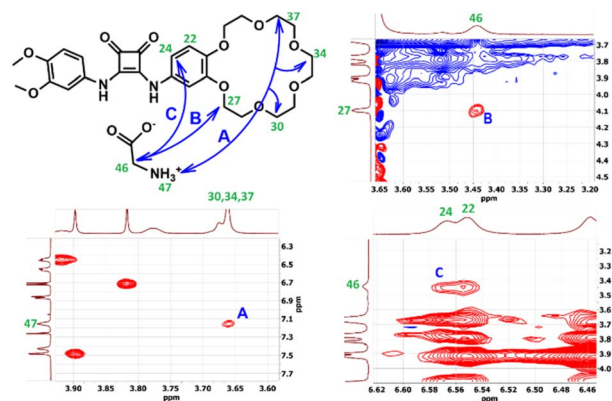 37
22
O O
24
O
O
O
34
O
O
O
N
H
N
H
O
O
C
B
27
A
30
O
O-
46
NH3+
47
46
27
B
3.7
3.8
3.9
4.0
4.1
4.2
4.3
4.4
4.5
ppm
3.65 3.60 3.55 3.50 3.45 3.40 3.35 3.30 3.25 3.20
ppm
30,34,37
47
A
6.3
6.5
6.7
6.9
7.1
7.3
7.5
7.7
ppm
3.90 3.85 3.80 3.75 3.70 3.65 3.60
ppm
24 22
46
C
3.4
3.5
3.6
3.7
3.8
3.9
4.0
ppm
6.62 6.60 6.58 6.56 6.54 6.52 6.50 6.48 6.46
ppm